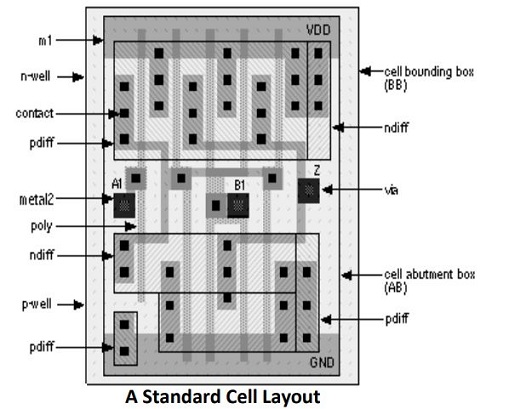 VDD
m1
n-well
cell bounding box
(BB)
contact
ndiff
pdiff
A1
B1
Z
via
metal2
poly
ndiff
cell abutment box
(AB)
p-well
pdiff
pdiff
GND
A Standard Cell Layout